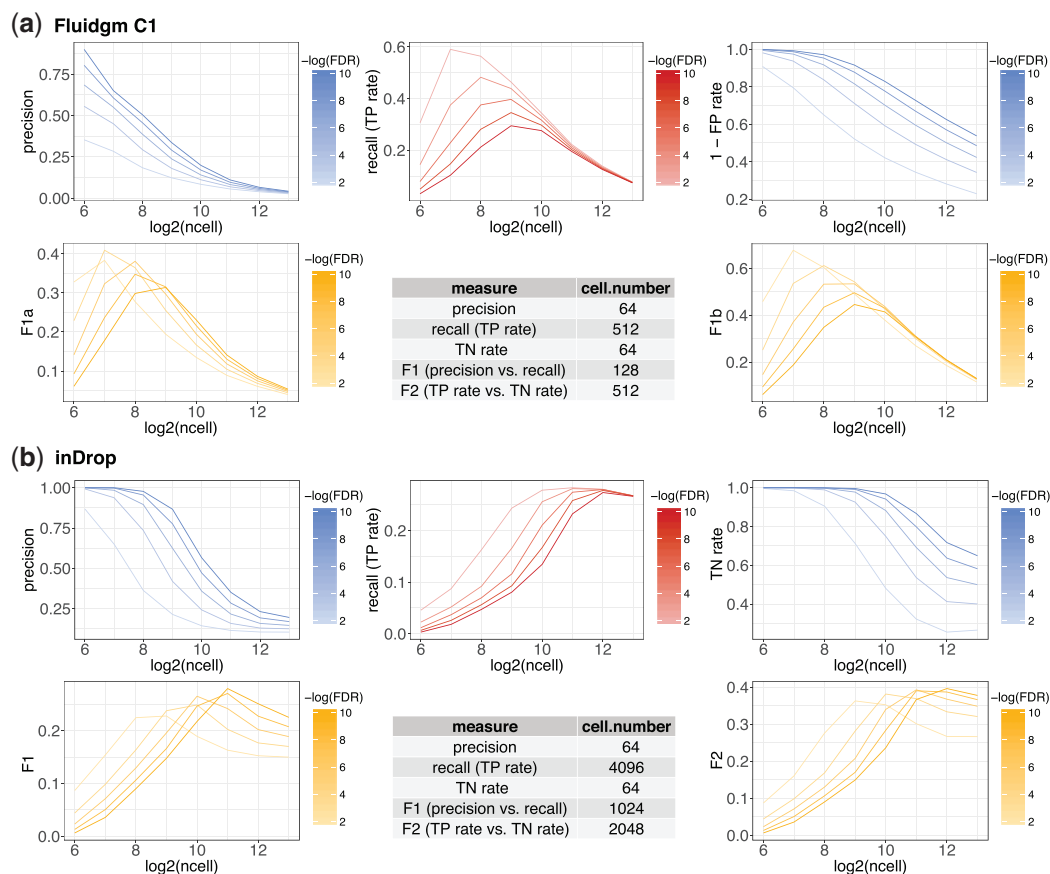 (a) Fluidgm C1
precision
0.75
0.50
0.25
0.00
6 8 10 12
log2(ncell)
−log(FDR)
10
8
6
4
2
recall (TP rate)
0.6
0.4
0.2
6 8 10 12
log2(ncell)
−log(FDR)
10
8
6
4
2
1 − FP rate
1.0
0.8
0.6
0.4
0.2
6 8 10 12
log2(ncell)
−log(FDR)
10
8
6
4
2
F1a
0.4
0.3
0.2
0.1
6 8 10 12
log2(ncell)
−log(FDR)
10
8
6
4
2
measure cell.number
precision 64
recall (TP rate) 512
TN rate 64
F1 (precision vs. recall) 128
F2 (TP rate vs. TN rate) 512
F1b
0.6
0.4
0.2
6 8 10 12
log2(ncell)
−log(FDR)
10
8
6
4
2
(b) inDrop
precision
1.00
0.75
0.50
0.25
6 8 10 12
log2(ncell)
−log(FDR)
10
8
6
4
2
recall (TP rate)
0.2
0.1
0.0
6 8 10 12
log2(ncell)
−log(FDR)
10
8
6
4
2
TN rate
1.0
0.8
0.6
0.4
6 8 10 12
log2(ncell)
−log(FDR)
10
8
6
4
2
F1
0.2
0.1
0.0
6 8 10 12
log2(ncell)
−log(FDR)
10
8
6
4
2
measure cell.number
precision 64
recall (TP rate) 4096
TN rate 64
F1 (precision vs. recall) 1024
F2 (TP rate vs. TN rate) 2048
F2
0.4
0.3
0.2
0.1
0.0
6 8 10 12
log2(ncell)
−log(FDR)
10
8
6
4
2